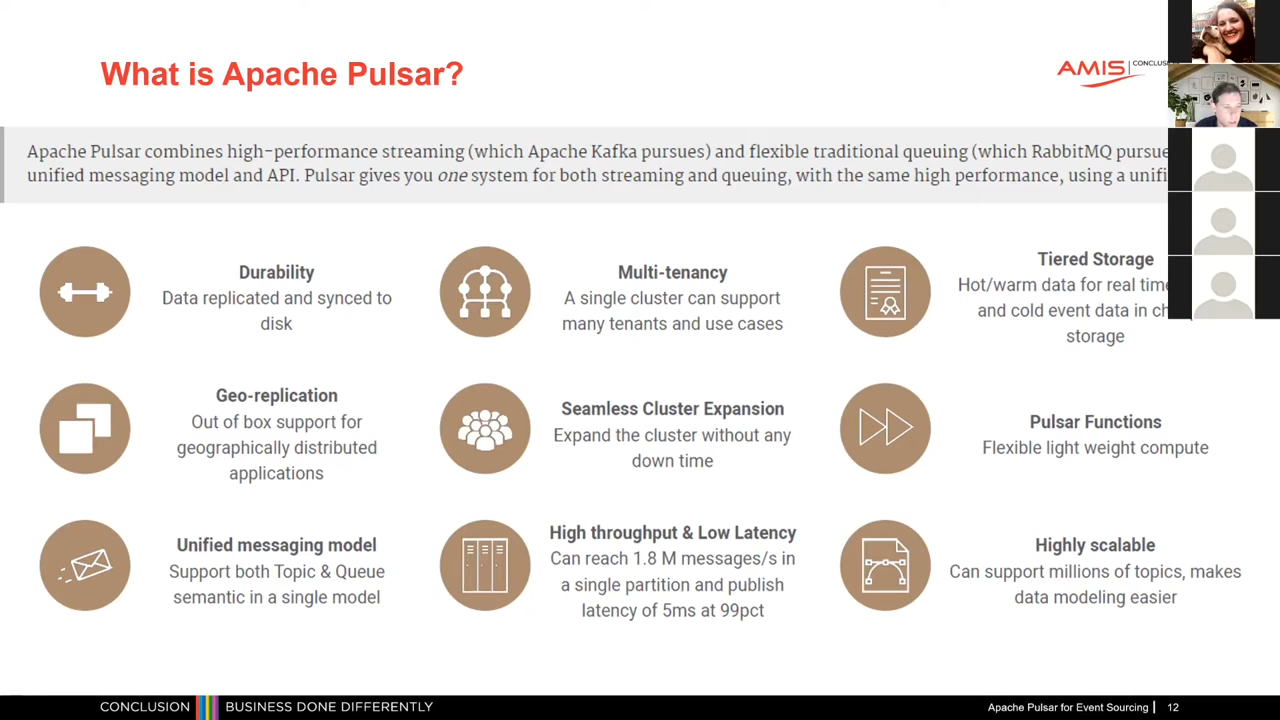 What is Apache Pulsar?
AMIS
Apache Pulsar combines high-performance streaming (which Apache Kafka pursues) and flexible traditional queuing (which RabbitMQ
unified messaging model and API. Pulsar gives you one system for both streaming and queuing, with the same high performance, using a
Durability
Data replicated and synced to
disk
Multi-tenancy
A single cluster can support
many tenants and use cases
Tiered Storage
Hot/warm data for real
and cold event data in
storage
Geo-replication
Out of box support for
geographically distributed
applications
Seamless Cluster Expansion
Expand the cluster without any
down time
Pulsar Functions
Flexible light weight compute
Unified messaging model
Support both Topic & Queue
semantic in a single model
High throughput & Low Latency
Can reach 1.8 M messages/s in
a single partition and publish
latency of 5ms at 99pct
Highly scalable
Can support millions of topics, makes
data modeling easier
CONCLUSION BUSINESS DONE DIFFERENTLY
Apache Pulsar for Event Sourcing 12